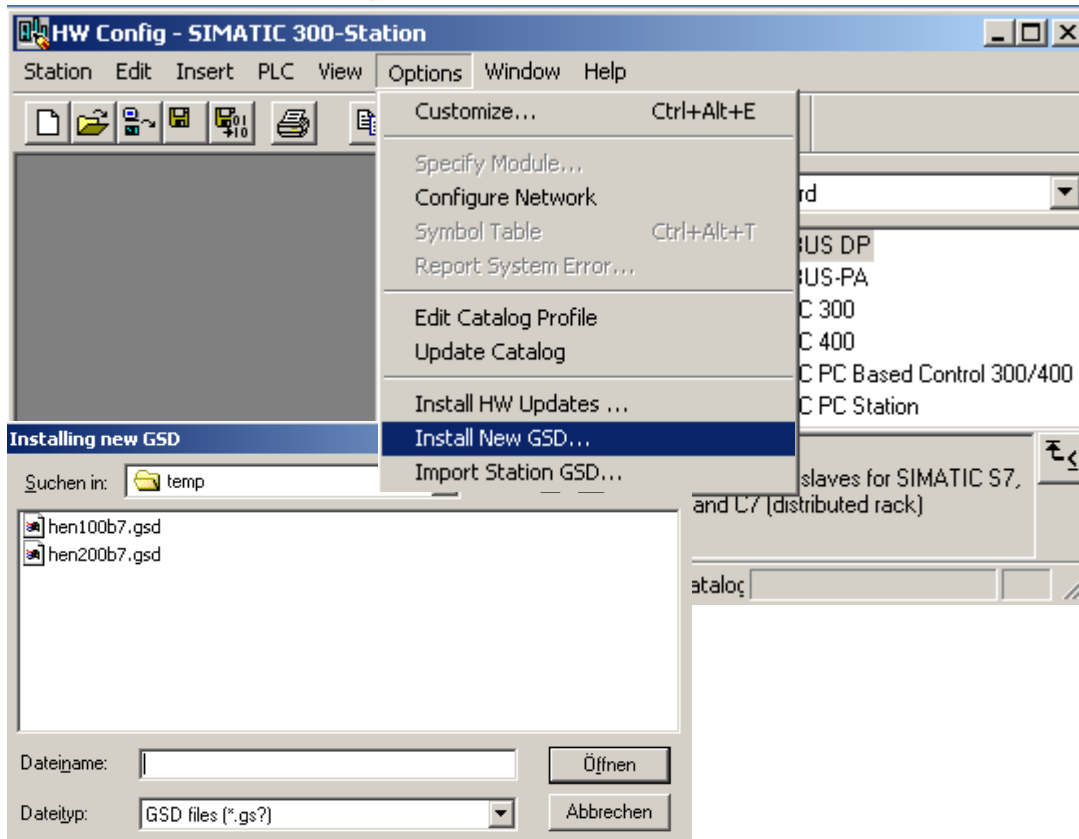 HW Config - SIMATIC 300-Station
Station Edit Insert PLC View Options Window Help
Customize... Ctrl+Alt+E
Specify Module...
Configure Network
Symbol Table Ctrl+Alt+T
Report System Error...
Edit Catalog Profile
Update Catalog
Install HW Updates ...
Install New GSD...
Import Station GSD...
rd
BUS DP
BUS-PA
C 300
C 400
C PC Based Control 300/400
C PC Station
slaves for SIMATIC S7,
and C7 (distributed rack)
atalog
Installing new GSD
Suchen in: temp
hen100b7.gsd
hen200b7.gsd
Dateiname:
Öffnen
Dateityp: GSD files (*.gs?)
Abbrechen